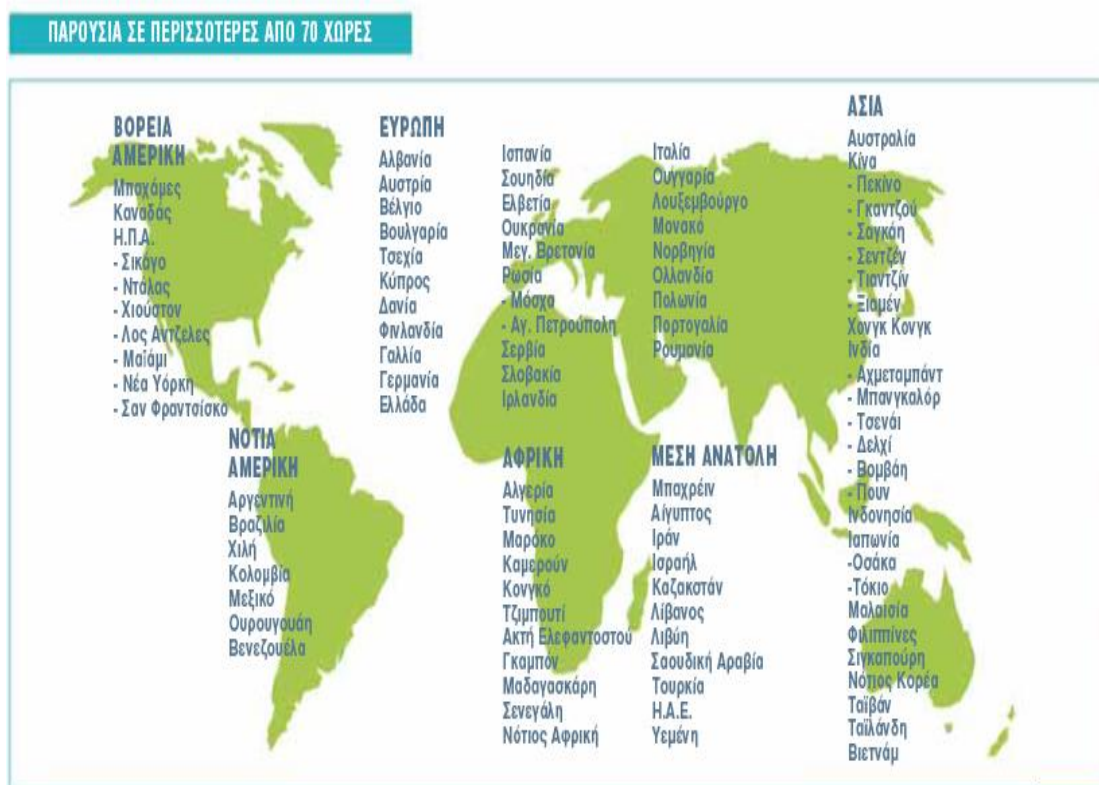 ΠΑΡΟΥΣΙΑ ΣΕ ΠΕΡΙΣΣΟΤΕΡΕΣ ΑΠΟ 70 ΧΩΡΕΣ
ΒΟΡΕΙΑ
ΑΜΕΡΙΚΗ
Μπαχάμες
Καναδάς
Η.Π.Α.
- Σικάγο
- Ντάλας
- Χιούστον
- Λος Αντζελες
- Μαϊάμι
- Νέα Υόρκη
- Σαν Φραντσίσκο
ΝΟΤΙΑ
ΑΜΕΡΙΚΗ
Αργεντινή
Βραζιλία
Χιλή
Κολομβία
Μεξικό
Ουρουγουάη
Βενεζουέλα
ΕΥΡΩΠΗ
Αλβανία
Αυστρία
Βέλγιο
Βουλγαρία
Τσεχία
Κύπρος
Δανία
Φινλανδία
Γαλλία
Γερμανία
Ελλάδα
Ισπανία
Σουηδία
Ελβετία
Ουκρανία
Μεγ. Βρετανία
Ρωσία
- Μόσχα
- Αγ. Πετρούπολη
Σερβία
Σλοβακία
Ιρλανδία
Ιταλία
Ουγγαρία
Λουξεμβούργο
Μονακό
Νορβηγία
Ολλανδία
Πολωνία
Πορτογαλία
Ρουμανία
ΑΦΡΙΚΗ
Αλγερία
Τυνησία
Μαρόκο
Καμερούν
Κονγκό
Τζιμπουτί
Ακτή Ελεφαντοστού
Γκαμπόν
Μαδαγασκάρη
Σενεγάλη
Νότιος Αφρική
ΜΕΣΗ ΑΝΑΤΟΛΗ
Μπαχρέιν
Αίγυπτος
Ιράν
Ισραήλ
Καζακστάν
Λίβανος
Λιβύη
Σαουδική Αραβία
Τουρκία
Η.Α.Ε.
Υεμένη
ΑΣΙΑ
Αυστραλία
Κίνα
- Πεκίνο
- Γκαντζού
- Σαγκάη
- Σεντζέν
- Τιαντζίν
- Ξιαμέν
Χονγκ Κονγκ
Ινδία
- Αχμεταμπάντ
- Μπανγκαλόρ
- Τσενάι
- Δελχί
- Βομβάη
- Πουν
Ινδονησία
Ιαπωνία
-Οσάκα
-Τόκιο
Μαλαισία
Φιλιππίνες
Σιγκαπούρη
Νότιος Κορέα
Ταϊβάν
Ταϊλάνδη
Βιετνάμ